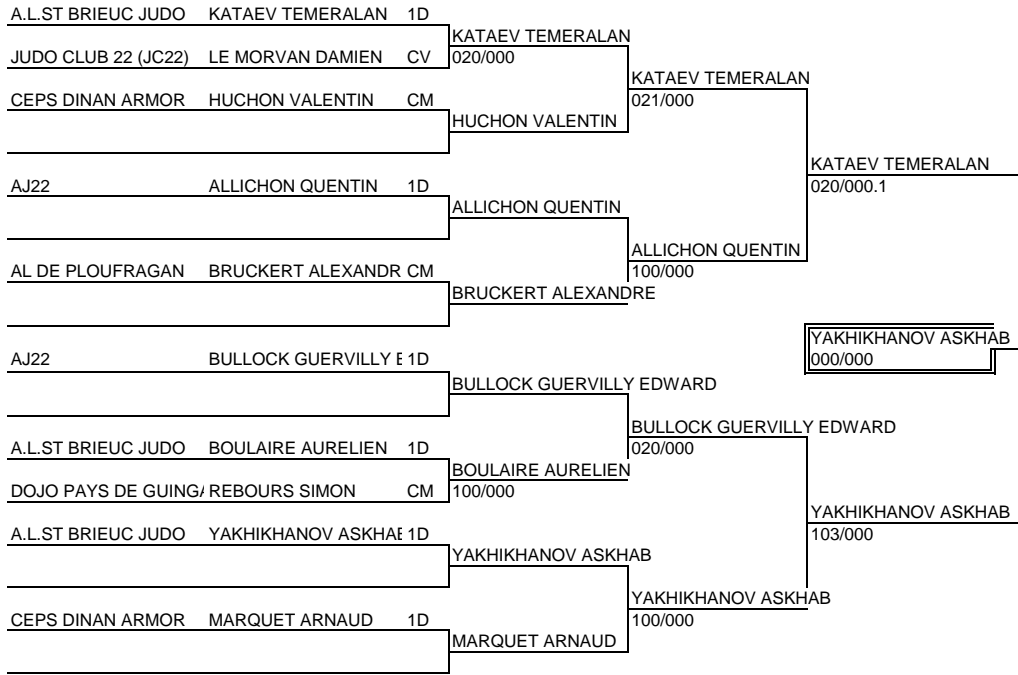 A.L.ST BRIEUC JUDO KATAEV TEMERALAN 1D
KATAEV TEMERALAN
JUDO CLUB 22 (JC22) LE MORVAN DAMIEN CV
020/000
KATAEV TEMERALAN
021/000
CEPS DINAN ARMOR HUCHON VALENTIN CM
HUCHON VALENTIN
KATAEV TEMERALAN
020/000.1
AJ22 ALLICHON QUENTIN 1D
ALLICHON QUENTIN
ALLICHON QUENTIN
100/000
AL DE PLOUFRAGAN BRUCKERT ALEXANDR CM
BRUCKERT ALEXANDRE
YAKHIKHANOV ASKHAB
000/000
AJ22 BULLOCK GUERVILLY E 1D
BULLOCK GUERVILLY EDWARD
BULLOCK GUERVILLY EDWARD
020/000
A.L.ST BRIEUC JUDO BOULAIRE AURELIEN 1D
BOULAIRE AURELIEN
DOJO PAYS DE GUINGA REBOURS SIMON CM
100/000
YAKHIKHANOV ASKHAB
103/000
A.L.ST BRIEUC JUDO YAKHIKHANOV ASKHAE 1D
YAKHIKHANOV ASKHAB
YAKHIKHANOV ASKHAB
100/000
CEPS DINAN ARMOR MARQUET ARNAUD 1D
MARQUET ARNAUD